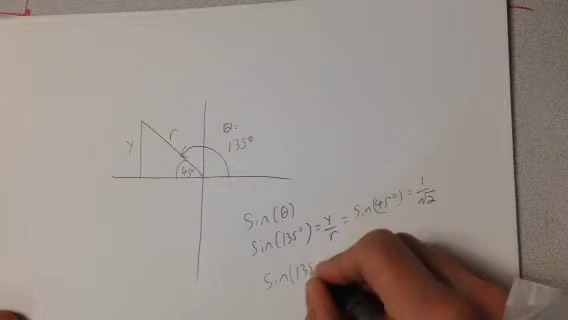 θ=
135°
y
r
45°
Sin(θ)
Sin(135°) = y/r = Sin(45°) = 1/√2
Sin(135